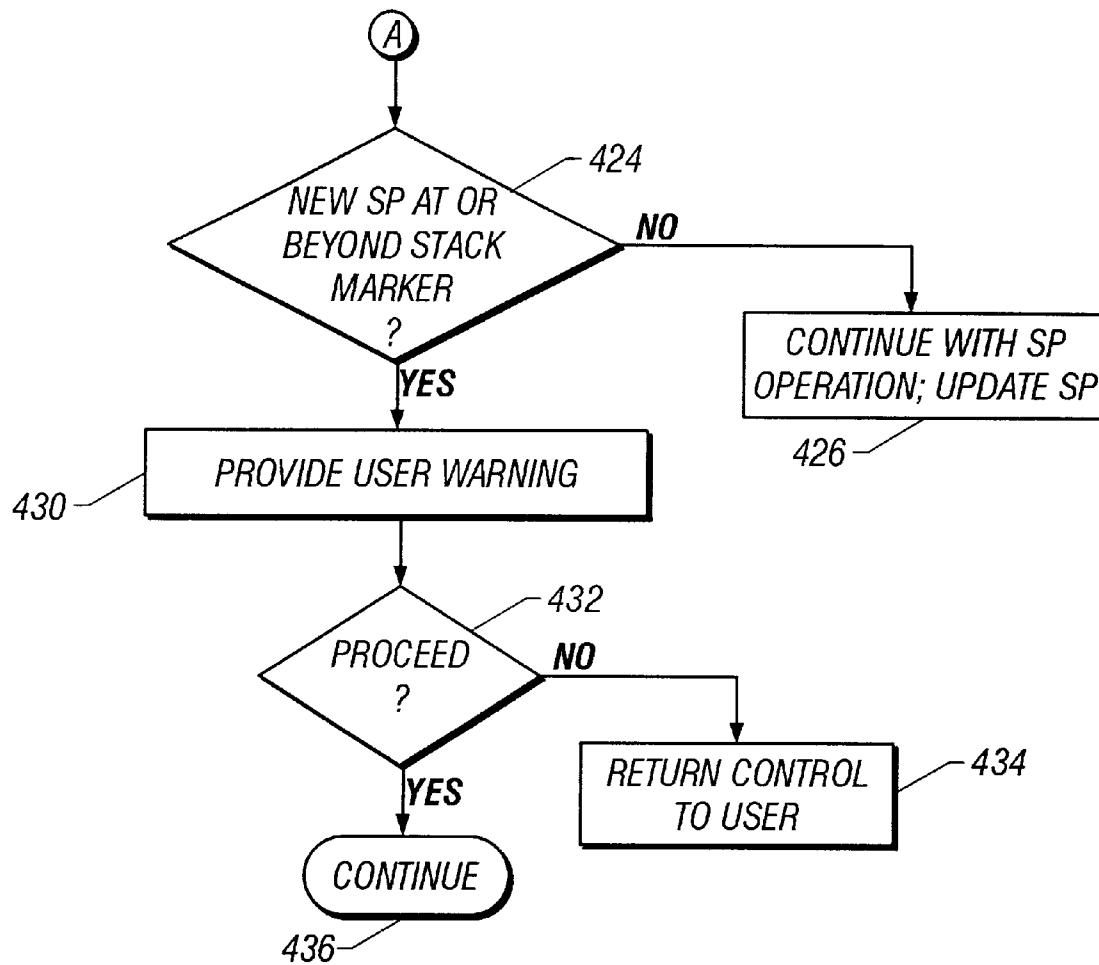 A
424
NEW SP AT OR
BEYOND STACK
MARKER
?
NO
YES
CONTINUE WITH SP
OPERATION; UPDATE SP
426
PROVIDE USER WARNING
430
432
PROCEED
?
NO
YES
RETURN CONTROL
TO USER
434
CONTINUE
436